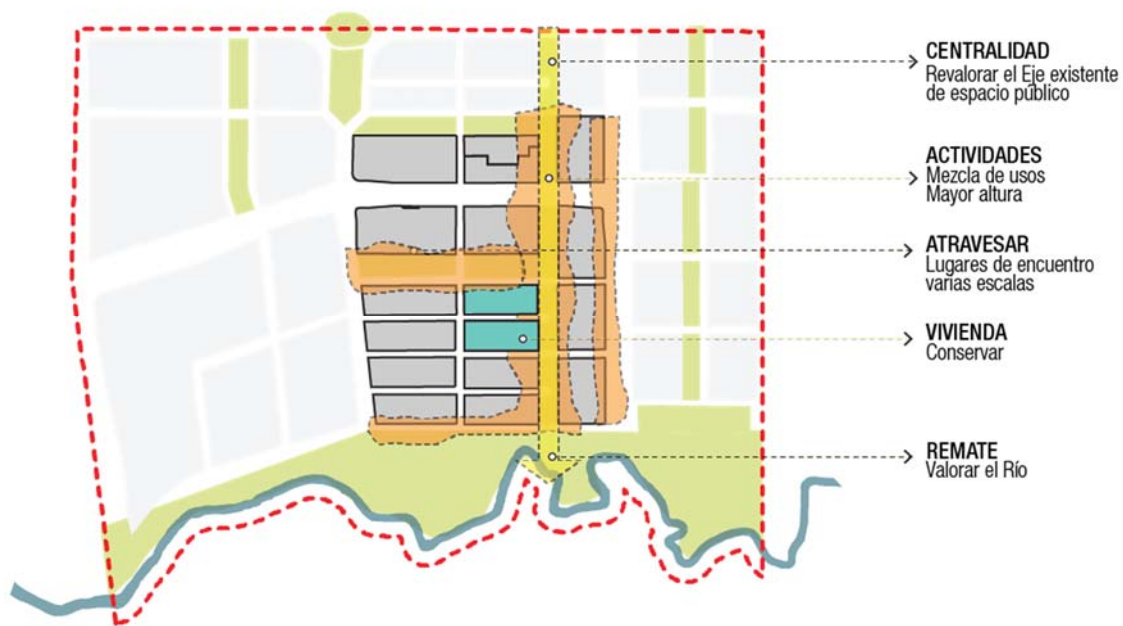 CENTRALIDAD
Revalorar el Eje existente
de espacio público
ACTIVIDADES
Mezcla de usos
Mayor altura
ATRAVESAR
Lugares de encuentro
varias escalas
VIVIENDA
Conservar
REMATE
Valorar el Río